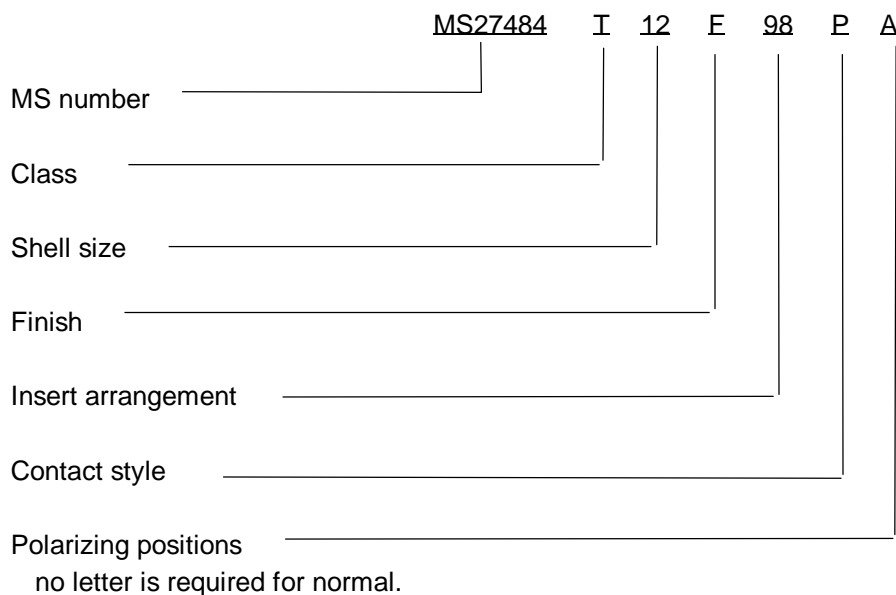 MS27484 T 12 F 98 P A
MS number
Class
Shell size
Finish
Insert arrangement
Contact style
Polarizing positions
no letter is required for normal.